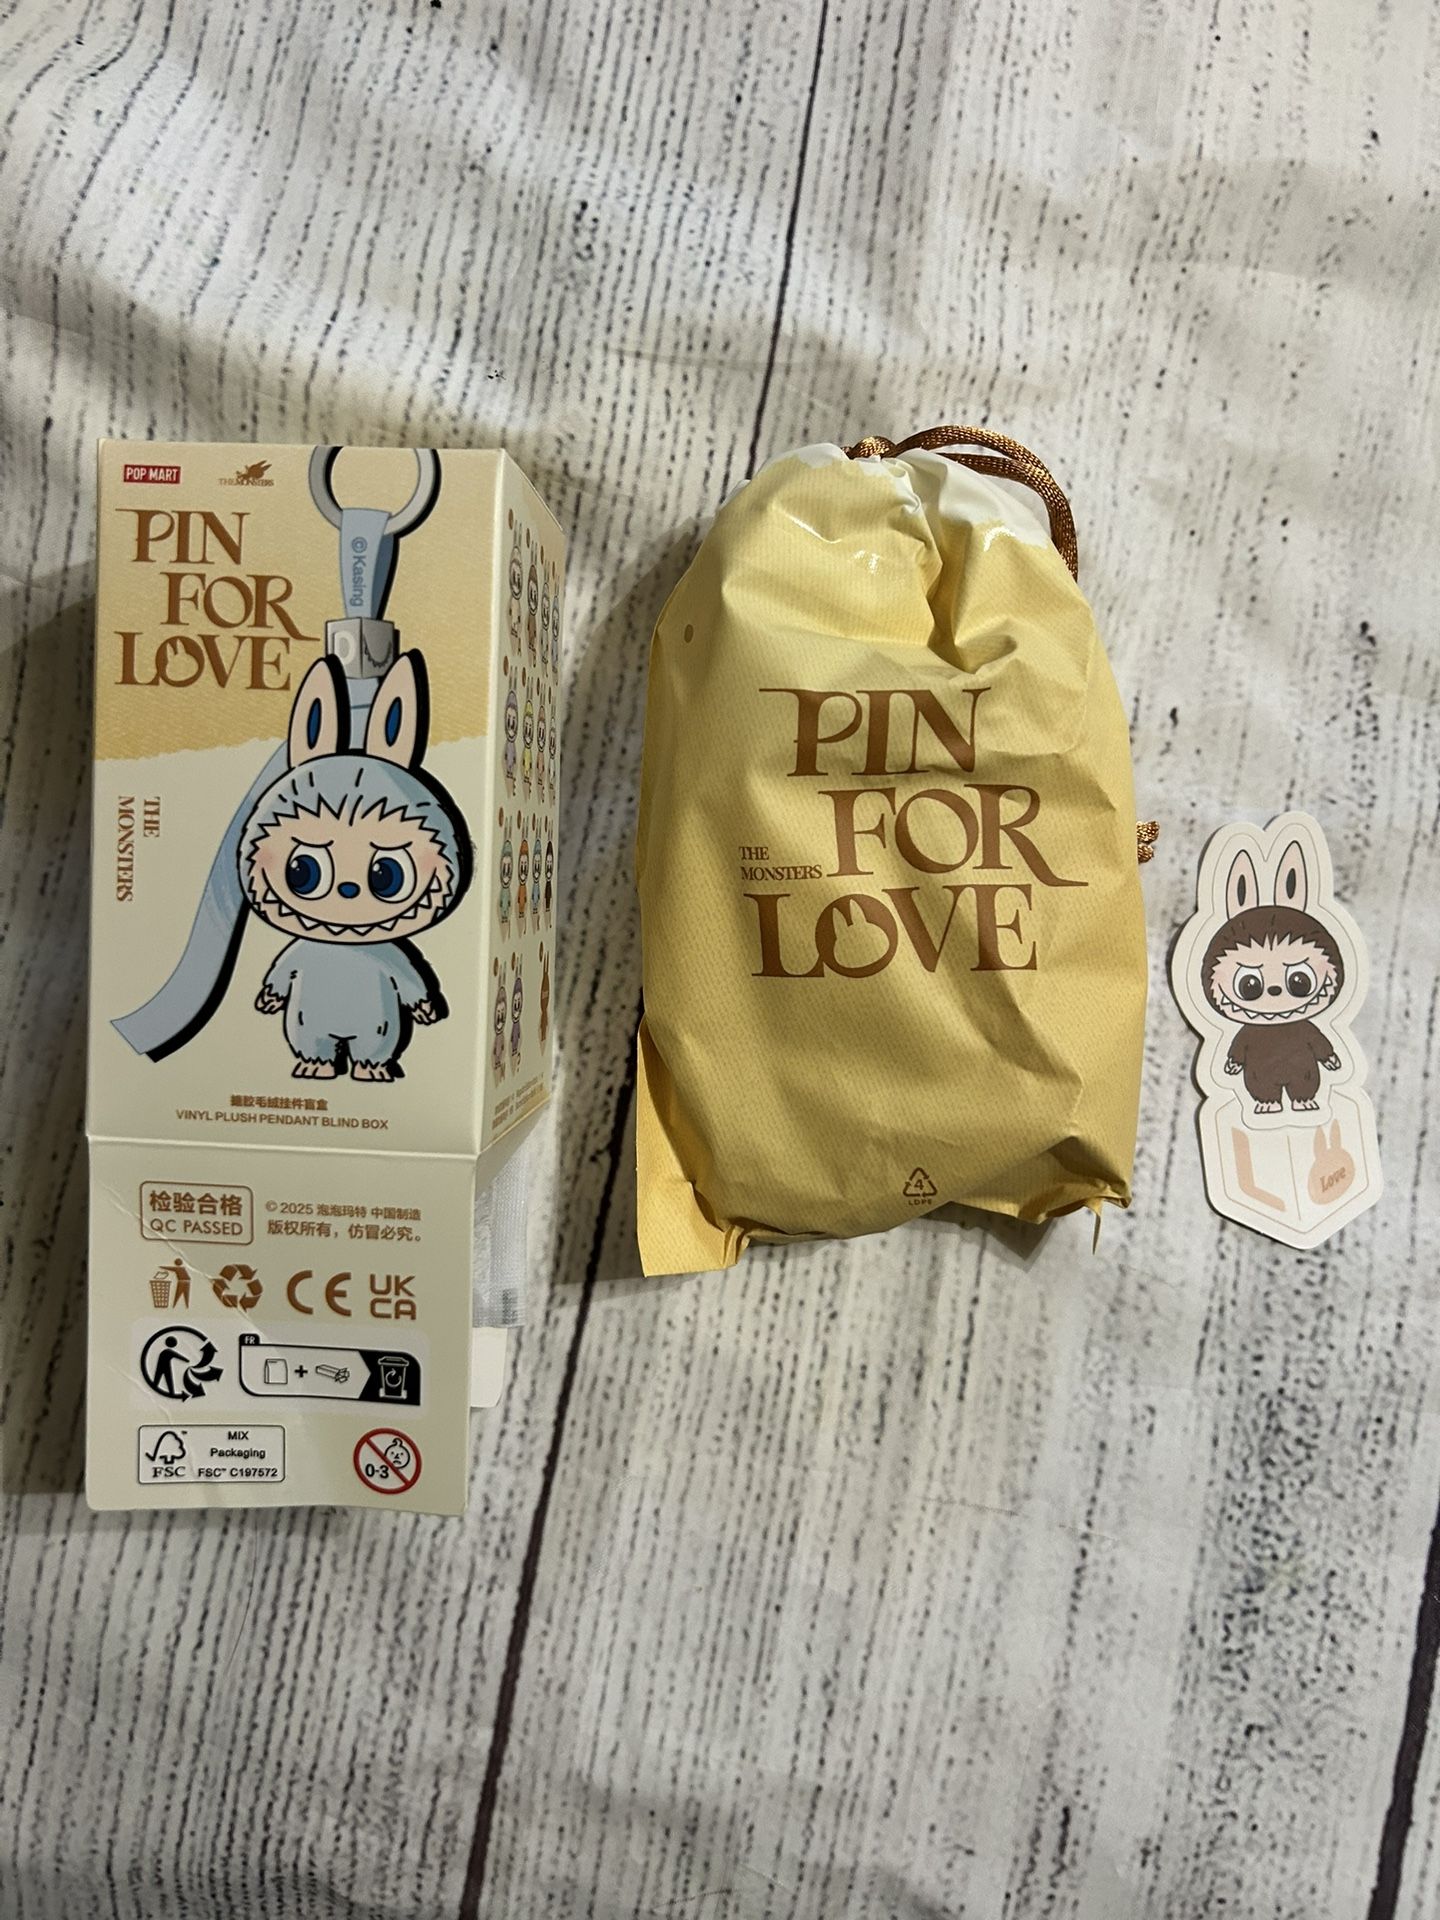 POP MART
THE MONSTERS
PIN
FOR
LOVE
©Kasing
THE
MONSTERS
搪胶毛绒挂件盲盒
VINYL PLUSH PENDANT BLIND BOX
检验合格
QC PASSED
© 2025 泡泡玛特 中国制造
版权所有，仿冒必究。
CE
UK
CA
FR
MIX
Packaging
FSC
FSC™ C197572
0-3
PIN
FOR
THE
MONSTERS
LOVE
4
LDPE
L
Love